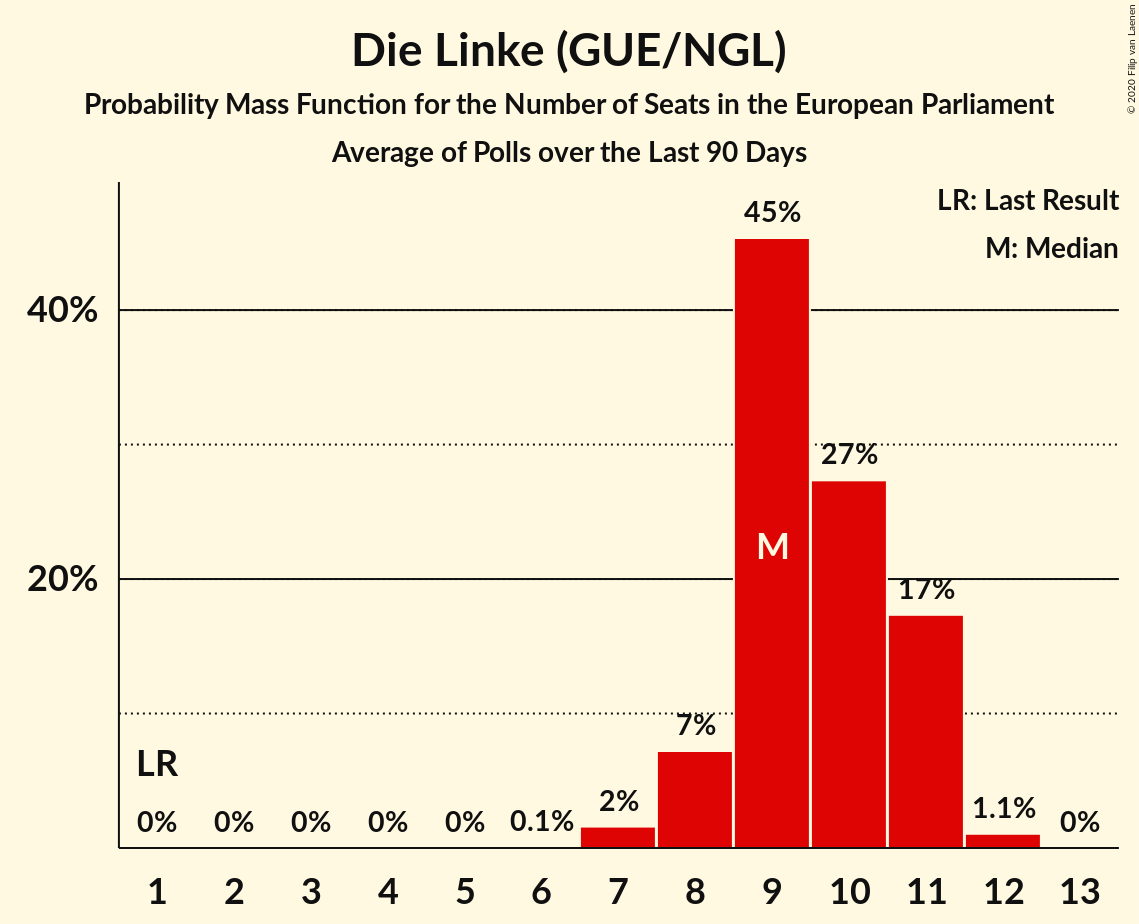 Die Linke (GUE/NGL)
Probability Mass Function for the Number of Seats in the European Parliament
Average of Polls over the Last 90 Days
© 2020 Filip van Laenen
LR: Last Result
M: Median
45%
40%
27%
M
20%
17%
7%
LR
2%
1.1%
0% 0% 0% 0% 0% 0.1% 0%
1 2 3 4 5 6 7 8 9 10 11 12 13